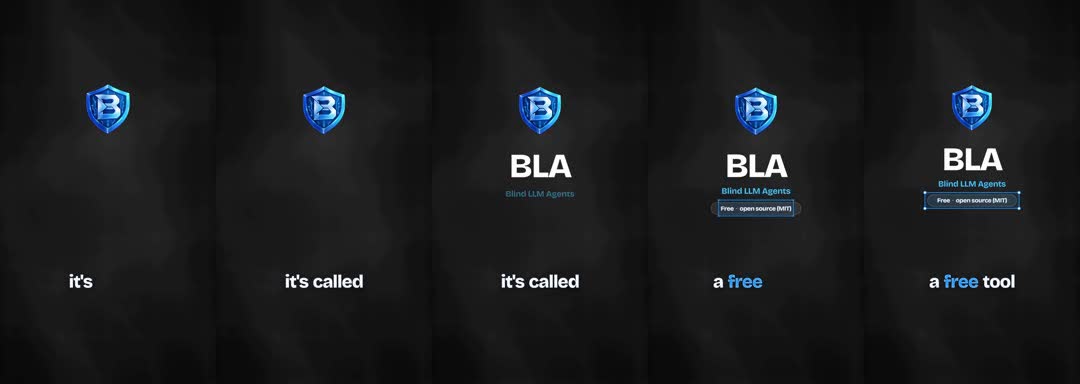 B
it's
B
it's called
B
BLA
Blind LLM Agents
it's called
B
BLA
Blind LLM Agents
Free · open source (MIT)
a free
B
BLA
Blind LLM Agents
Free · open source (MIT)
a free tool